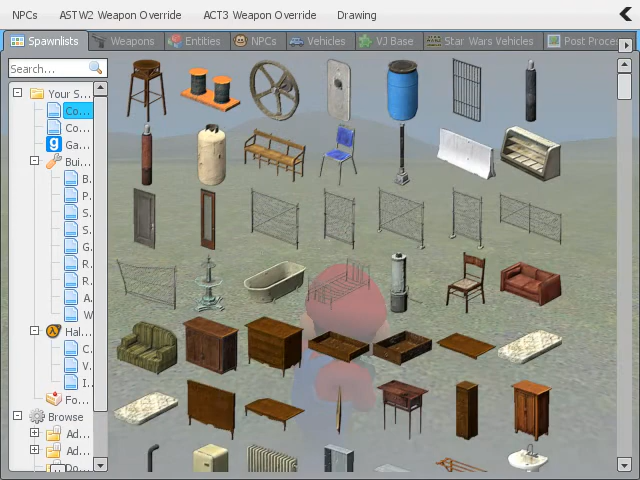 NPCs ASTW2 Weapon Override ACT3 Weapon Override Drawing
Spawnlists Weapons Entities NPCs Vehicles VJ Base Star Wars Vehicles Post Proce...
Search...
Your S...
Co...
Co...
Ga...
Bui...
B...
P...
S...
S...
G...
R...
R...
A...
W
Hal...
C...
V...
I...
Fo...
Browse
Ad...
Ad...
Do...